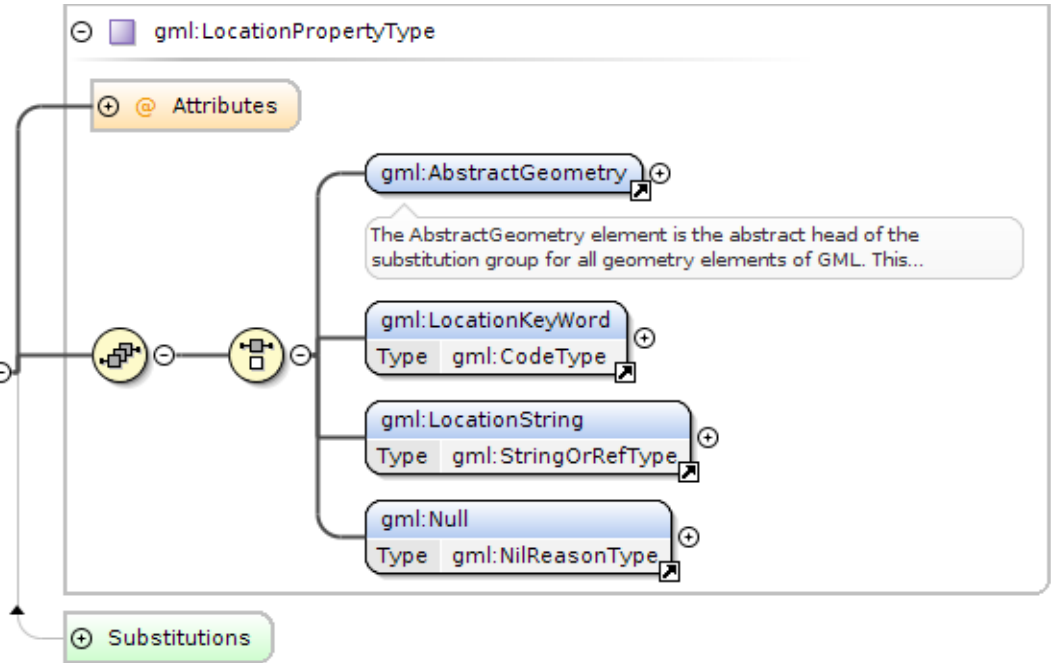 gml:LocationPropertyType
@ Attributes
gml:AbstractGeometry
The AbstractGeometry element is the abstract head of the
substitution group for all geometry elements of GML. This...
gml:LocationKeyWord
Type gml:CodeType
gml:LocationString
Type gml:StringOrRefType
gml:Null
Type gml:NilReasonType
Substitutions